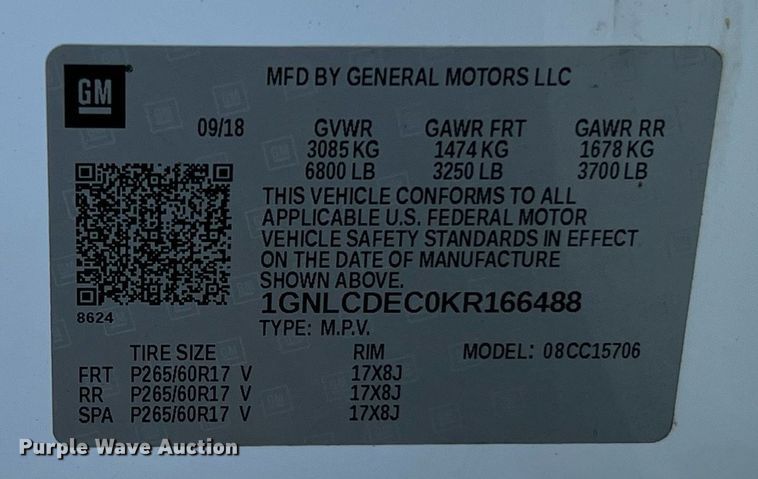 GM
MFD BY GENERAL MOTORS LLC
09/18 GVWR GAWR FRT GAWR RR
3085 KG 1474 KG 1678 KG
6800 LB 3250 LB 3700 LB
THIS VEHICLE CONFORMS TO ALL
APPLICABLE U.S. FEDERAL MOTOR
VEHICLE SAFETY STANDARDS IN EFFECT
ON THE DATE OF MANUFACTURE
SHOWN ABOVE.
1GNLCDEC0KR166488
8624
TYPE: M.P.V.
TIRE SIZE RIM MODEL: 08CC15706
FRT P265/60R17 V 17X8J
RR P265/60R17 V 17X8J
SPA P265/60R17 V 17X8J
Purple Wave Auction